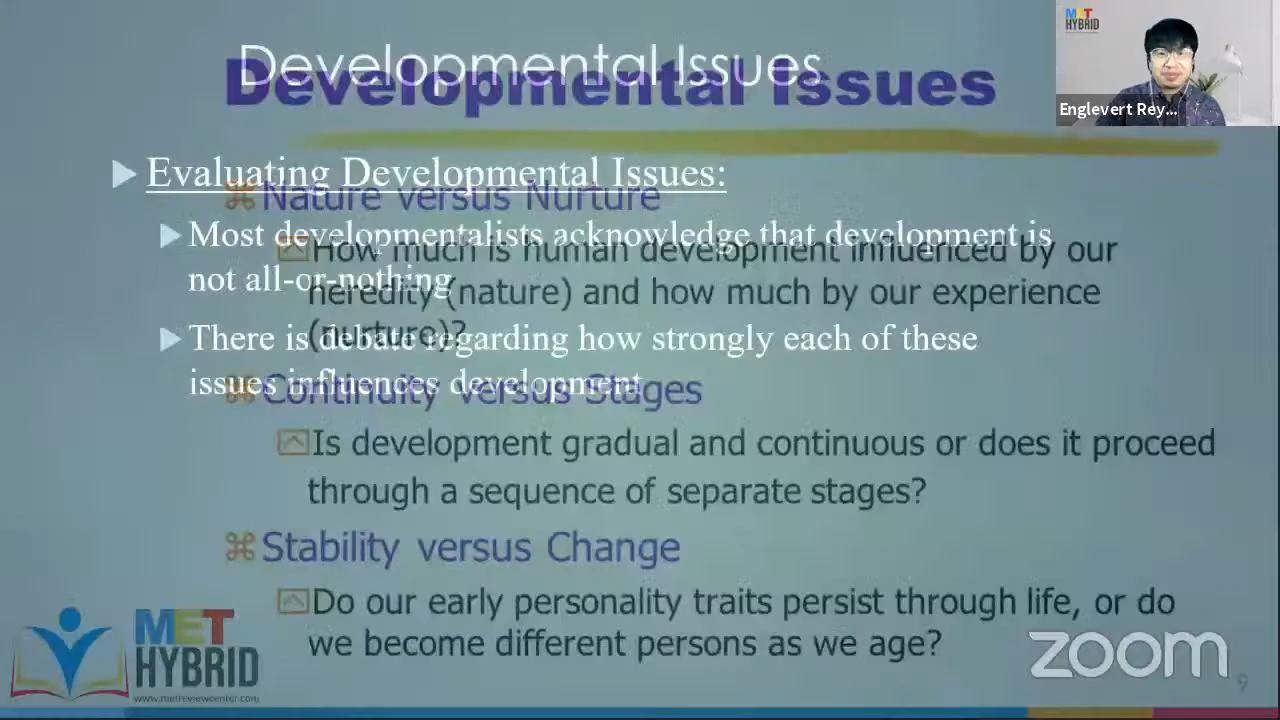 Developmental Issues
Developmental Issues
MET
HYBRID
Englevert Rey...
Evaluating Developmental Issues:
Most developmentalists acknowledge that development is
not all-or-nothing
There is debate regarding how strongly each of these
issues influences development
Nature versus Nurture
How much is human development influenced by our
heredity (nature) and how much by our experience
(nurture)?
Continuity versus Stages
Is development gradual and continuous or does it proceed
through a sequence of separate stages?
Stability versus Change
Do our early personality traits persist through life, or do
we become different persons as we age?
MET
HYBRID
www.metreviewcenter.com
zoom
9